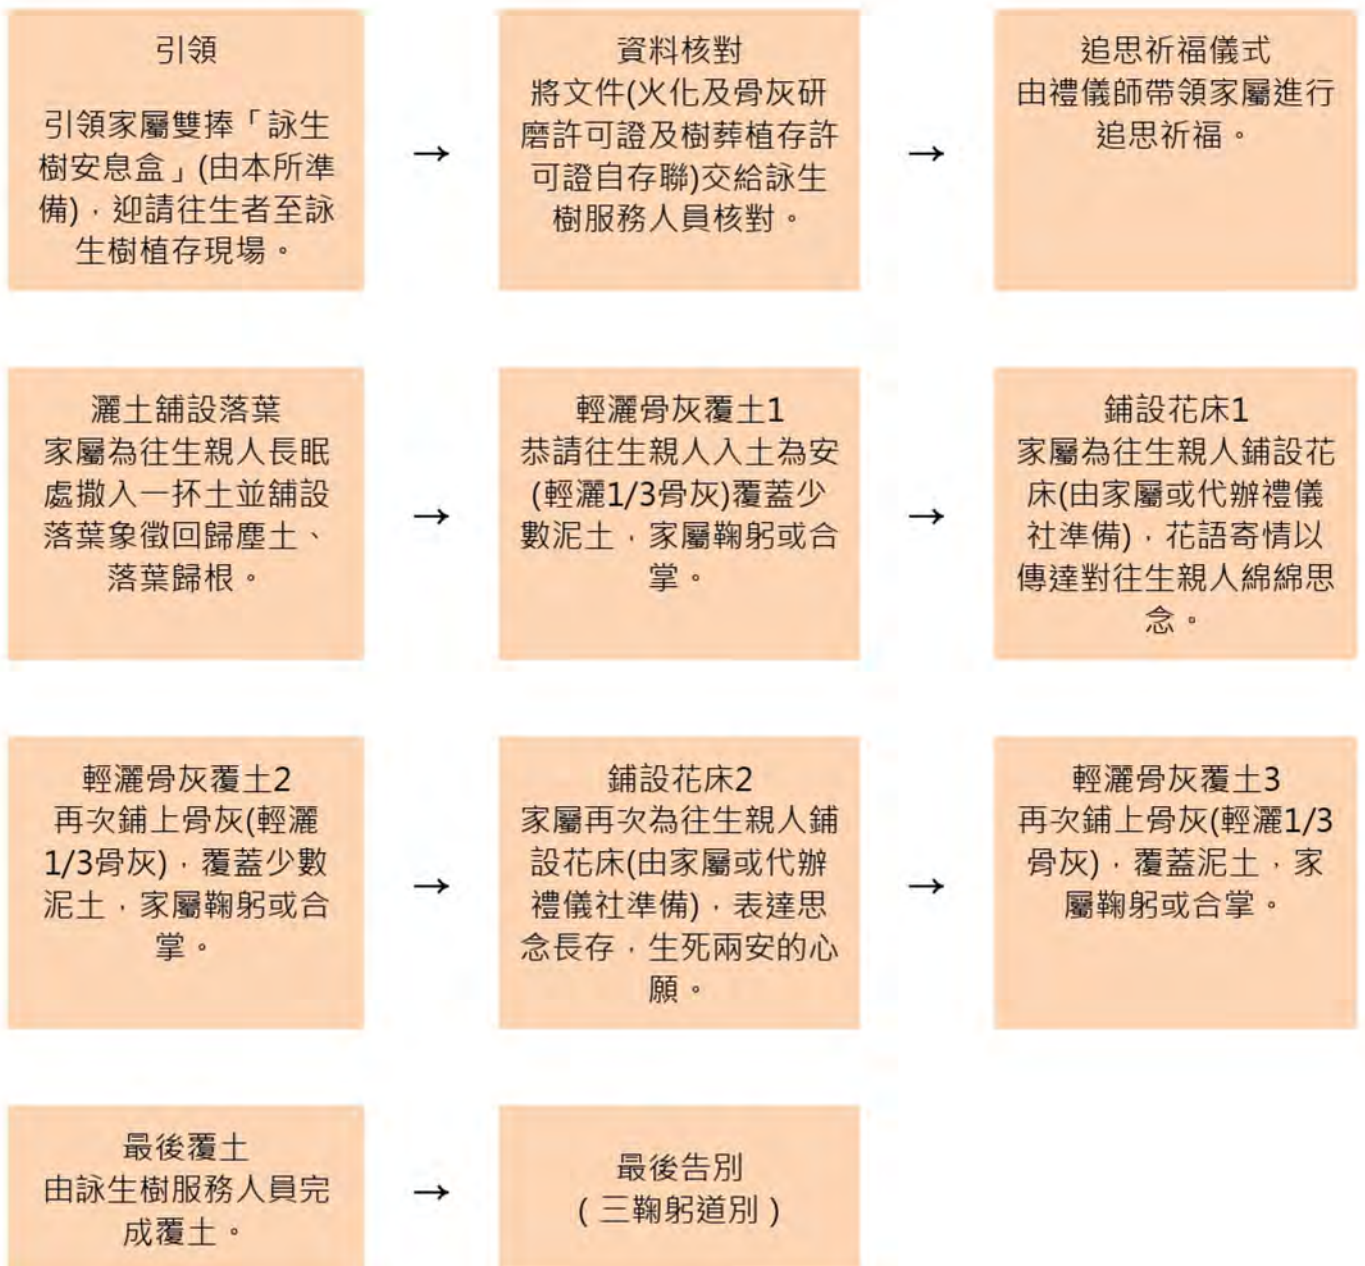 引領
引領家屬雙捧「詠生
樹安息盒」(由本所準
備)，迎請往生者至詠
生樹植存現場。
→
資料核對
將文件(火化及骨灰研
磨許可證及樹葬植存許
可證自存聯)交給詠生
樹服務人員核對。
→
追思祈福儀式
由禮儀師帶領家屬進行
追思祈福。
灑土舖設落葉
家屬為往生親人長眠
處撒入一抔土並舖設
落葉象徵回歸塵土、
落葉歸根。
→
輕灑骨灰覆土1
恭請往生親人入土為安
(輕灑1/3骨灰)覆蓋少
數泥土，家屬鞠躬或合
掌。
→
鋪設花床1
家屬為往生親人鋪設花
床(由家屬或代辦禮儀
社準備)，花語寄情以
傳達對往生親人綿綿思
念。
輕灑骨灰覆土2
再次鋪上骨灰(輕灑
1/3骨灰)，覆蓋少數
泥土，家屬鞠躬或合
掌。
→
鋪設花床2
家屬再次為往生親人鋪
設花床(由家屬或代辦
禮儀社準備)，表達思
念長存，生死兩安的心
願。
→
輕灑骨灰覆土3
再次鋪上骨灰(輕灑1/3
骨灰)，覆蓋泥土，家
屬鞠躬或合掌。
最後覆土
由詠生樹服務人員完
成覆土。
→
最後告別
(三鞠躬道別)